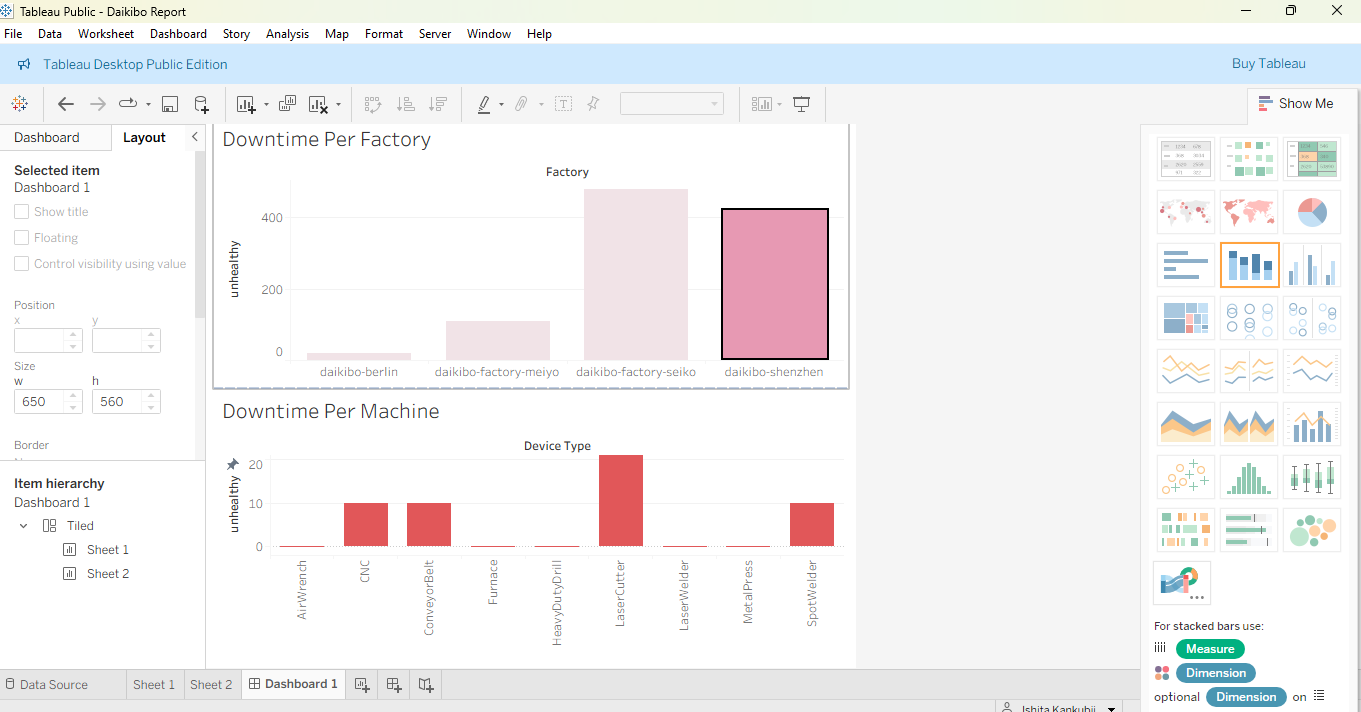 Tableau Public - Daikibo Report
File Data Worksheet Dashboard Story Analysis Map Format Server Window Help
Tableau Desktop Public Edition
Buy Tableau
Show Me
Dashboard Layout
Selected item
Dashboard 1
Show title
Floating
Control visibility using value
Position
x y
Size
w h
650 560
Border
Item hierarchy
Dashboard 1
Tiled
Sheet 1
Sheet 2
Downtime Per Factory
Factory
unhealthy
400
200
0
daikibo-berlin daikibo-factory-meiyo daikibo-factory-seiko daikibo-shenzhen
Downtime Per Machine
Device Type
unhealthy
20
10
0
AirWrench
CNC
ConveyorBelt
Furnace
HeavyDutyDrill
LaserCutter
LaserWelder
MetalPress
SpotWelder
For stacked bars use:
Measure
Dimension
optional Dimension on
Data Source Sheet 1 Sheet 2 Dashboard 1
Ishita Kankubji